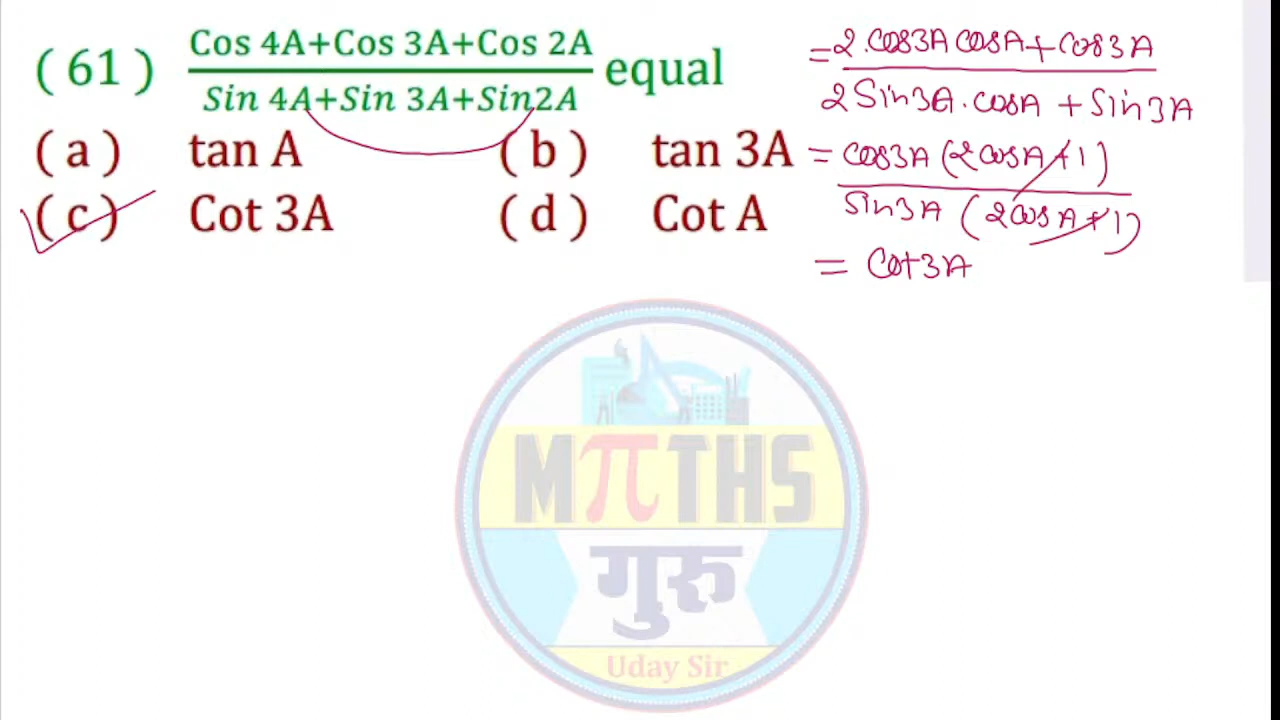 ( 61 ) Cos 4A+Cos 3A+Cos 2A / Sin 4A+Sin 3A+Sin2A equal
( a ) tan A ( b ) tan 3A
( c ) Cot 3A ( d ) Cot A
= 2.cos3A cosA + cos3A / 2 Sin3A.cosA + Sin3A
= cos3A (2cosA+1) / sin3A (2cosA+1)
= cot3A
MπTHS
गुरु
Uday Sir